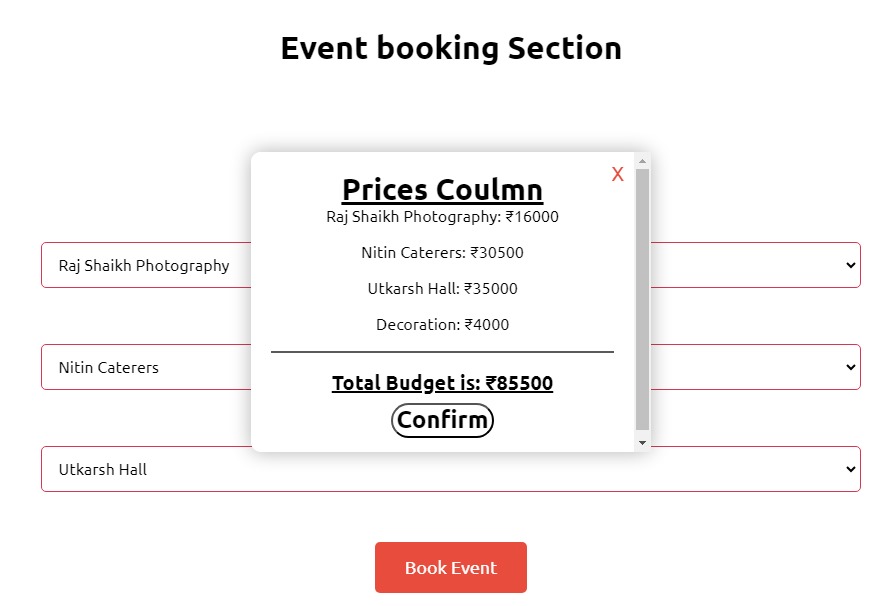 Event booking Section
X
Prices Coulmn
Raj Shaikh Photography: ₹16000
Nitin Caterers: ₹30500
Utkarsh Hall: ₹35000
Decoration: ₹4000
Total Budget is: ₹85500
Confirm
Raj Shaikh Photography
Nitin Caterers
Utkarsh Hall
Book Event